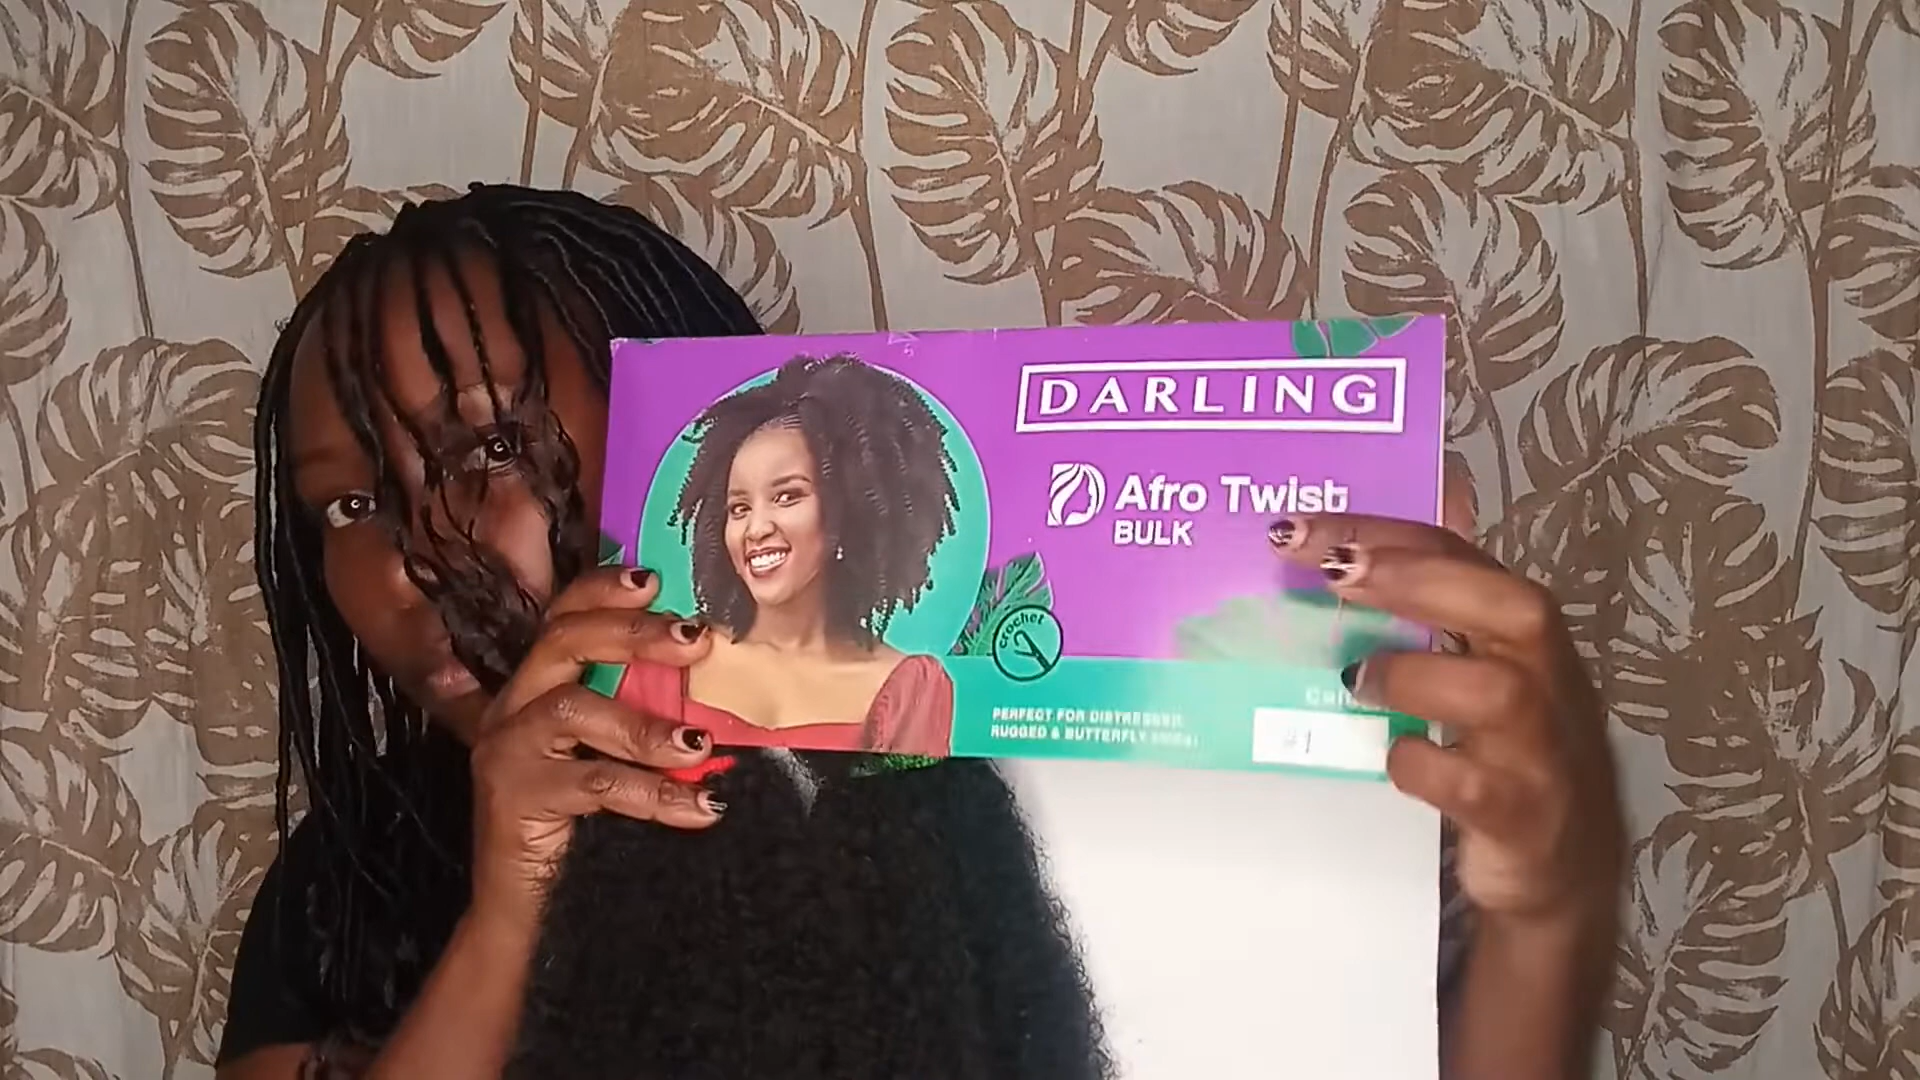 DARLING
Afro Twist
BULK
crochet
PERFECT FOR DISTRESSED,
RUGGED & BUTTERFLY
#1